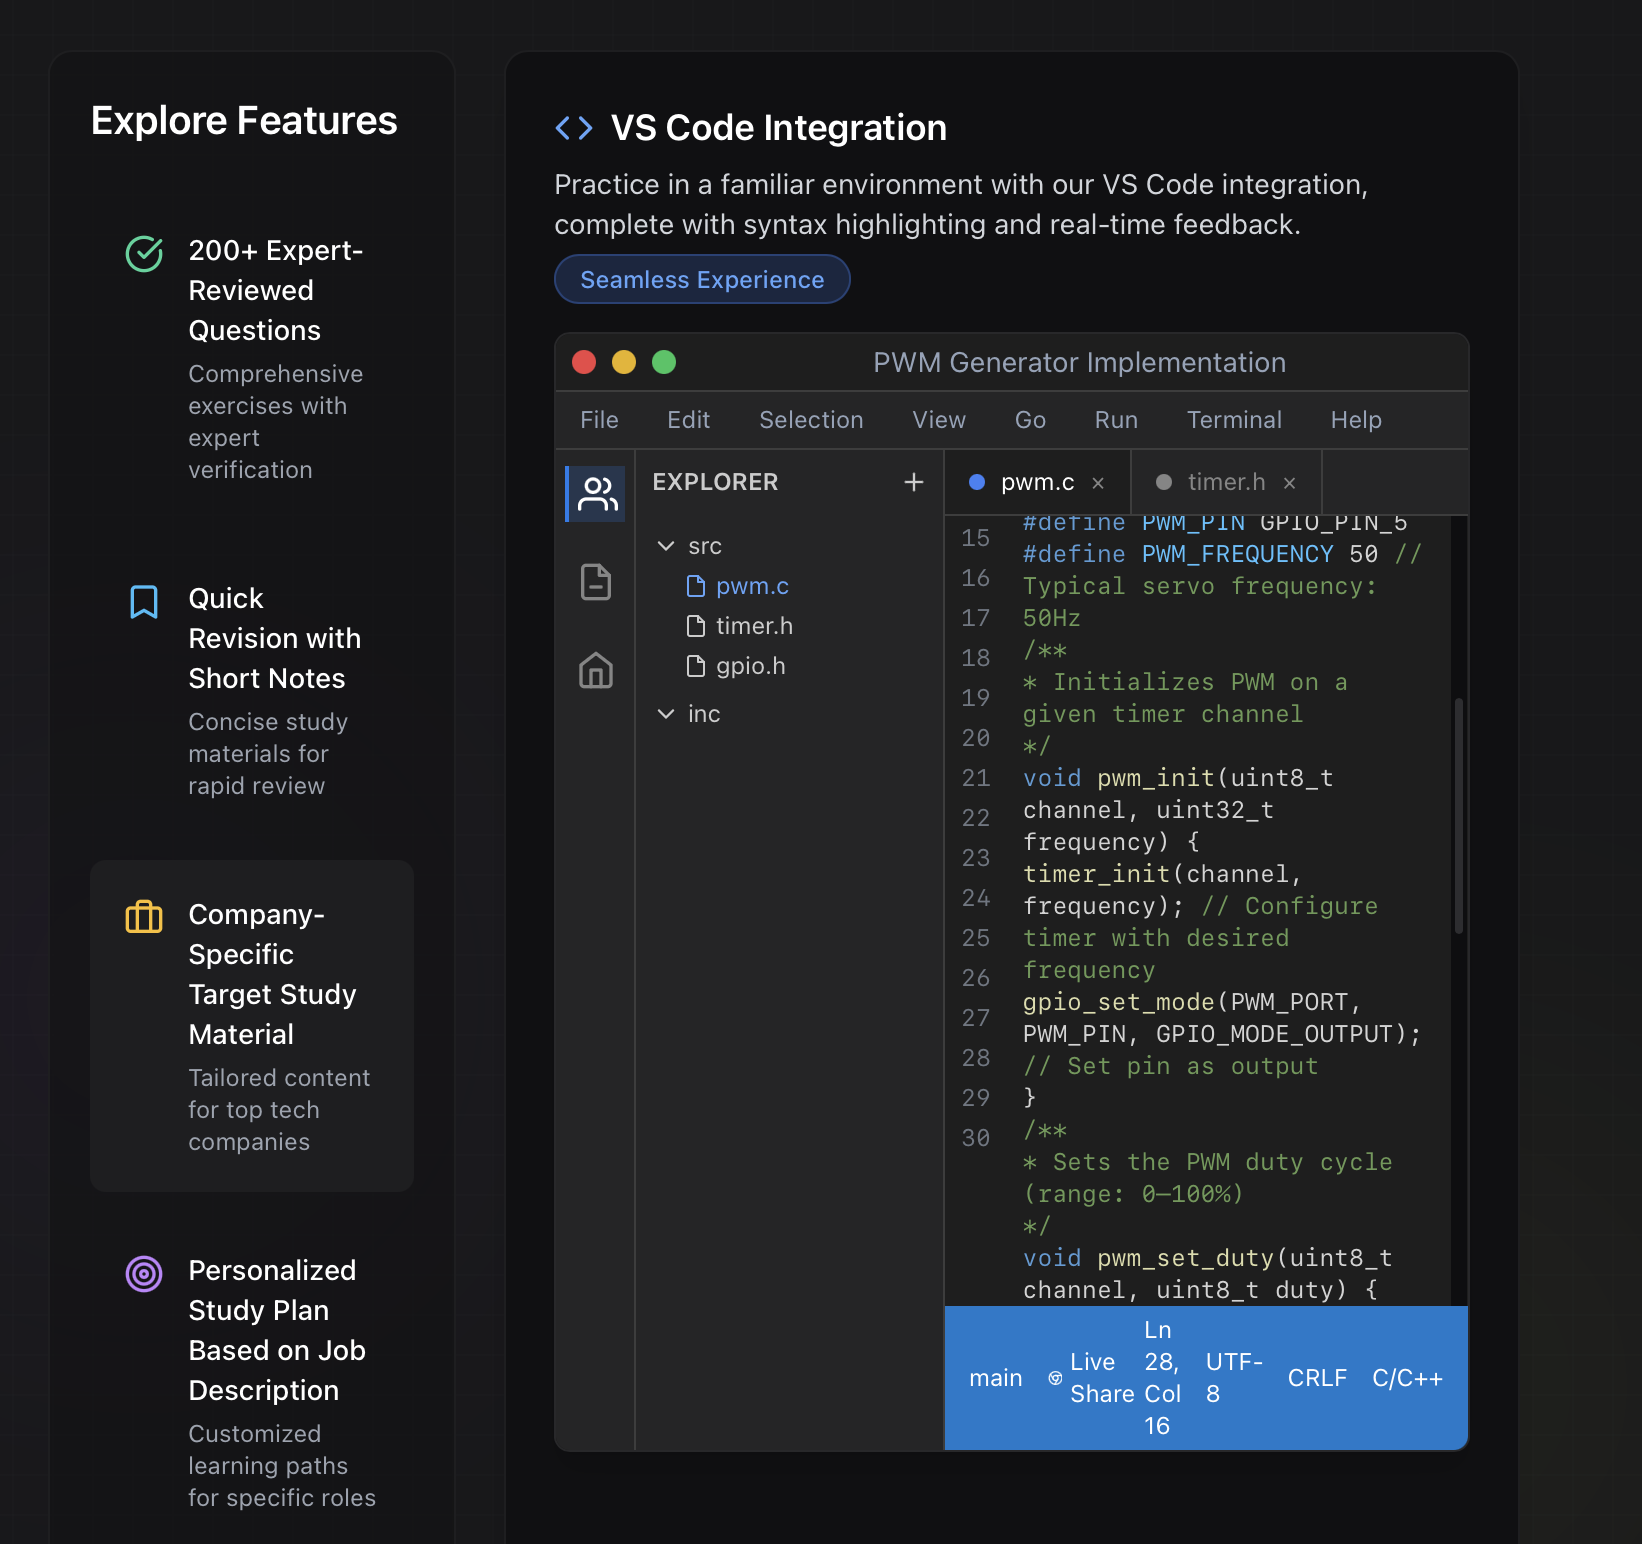 Explore Features
200+ Expert-
Reviewed
Questions
Comprehensive
exercises with
expert
verification
Quick
Revision with
Short Notes
Concise study
materials for
rapid review
Company-
Specific
Target Study
Material
Tailored content
for top tech
companies
Personalized
Study Plan
Based on Job
Description
Customized
learning paths
for specific roles
VS Code Integration
Practice in a familiar environment with our VS Code integration,
complete with syntax highlighting and real-time feedback.
Seamless Experience
PWM Generator Implementation
File Edit Selection View Go Run Terminal Help
EXPLORER +
src
pwm.c
timer.h
gpio.h
inc
pwm.c × timer.h ×
15
16
17
18
19
20
21
22
23
24
25
26
27
28
29
30
#define PWM_PIN GPIO_PIN_5
#define PWM_FREQUENCY 50 //
Typical servo frequency:
50Hz
/**
* Initializes PWM on a
given timer channel
*/
void pwm_init(uint8_t
channel, uint32_t
frequency) {
timer_init(channel,
frequency); // Configure
timer with desired
frequency
gpio_set_mode(PWM_PORT,
PWM_PIN, GPIO_MODE_OUTPUT);
// Set pin as output
}
/**
* Sets the PWM duty cycle
(range: 0–100%)
*/
void pwm_set_duty(uint8_t
channel, uint8_t duty) {
main
Live
Share
Ln
28,
Col
16
UTF-
8
CRLF
C/C++